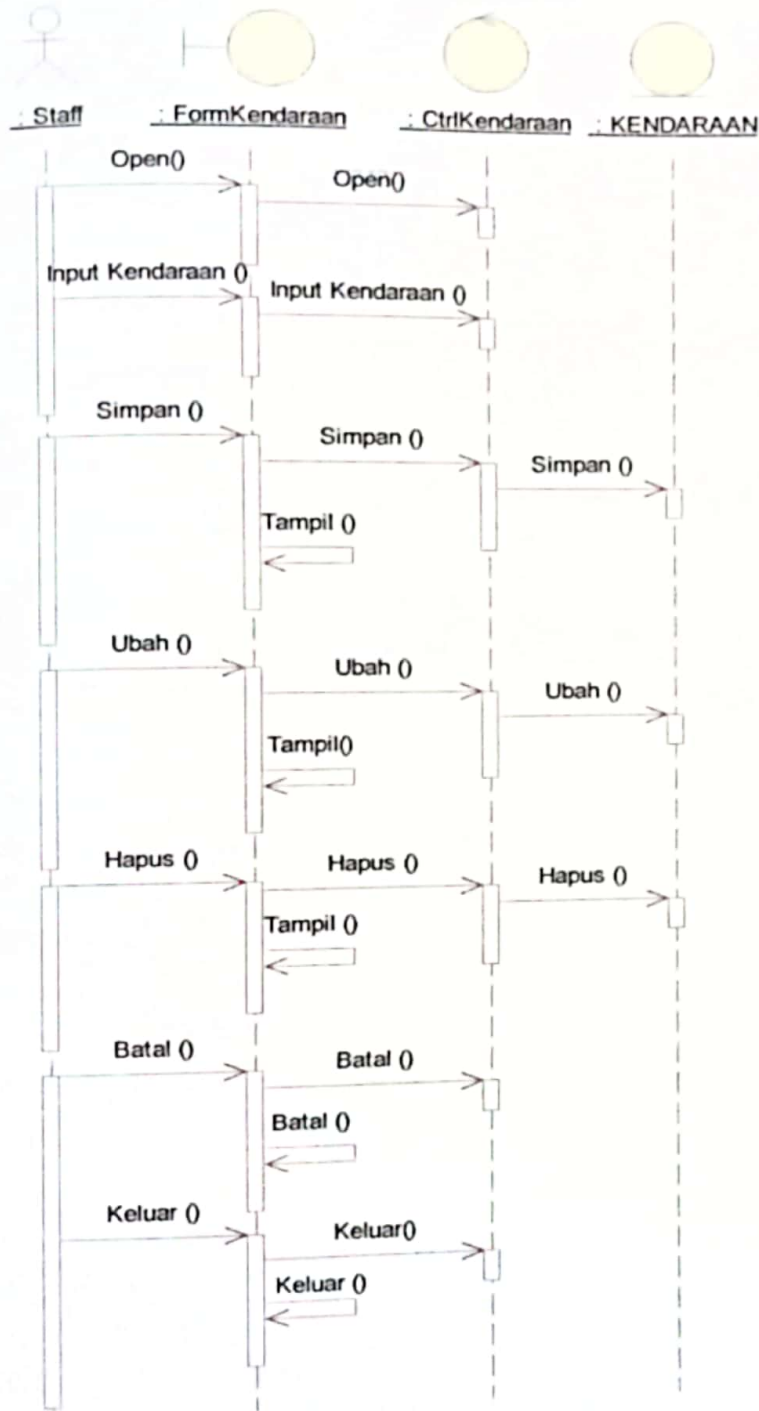 : Staff
: FormKendaraan
: CtrlKendaraan
: KENDARAAN
Open()
Open()
Input Kendaraan ()
Input Kendaraan ()
Simpan ()
Simpan ()
Simpan ()
Tampil ()
Ubah ()
Ubah ()
Ubah ()
Tampil()
Hapus ()
Hapus ()
Hapus ()
Tampil ()
Batal ()
Batal ()
Batal ()
Keluar ()
Keluar()
Keluar ()